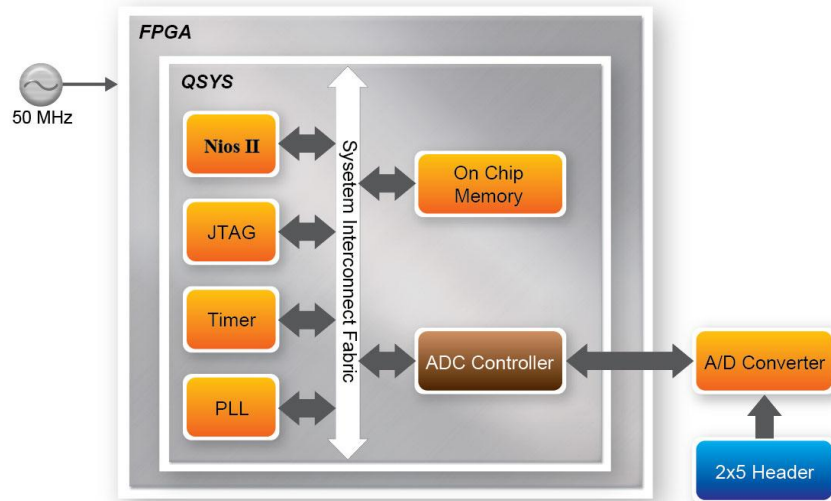 FPGA
QSYS
50 MHz
Nios II
JTAG
Timer
PLL
Sysetem Interconnect Fabric
On Chip
Memory
ADC Controller
A/D Converter
2x5 Header